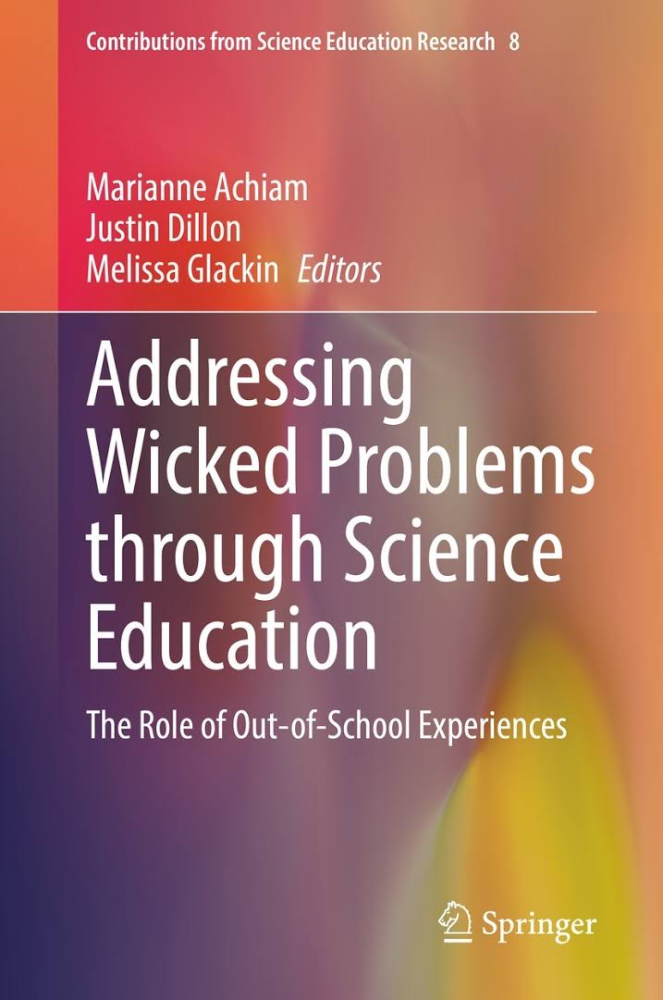 Contributions from Science Education Research 8
Marianne Achiam
Justin Dillon
Melissa Glackin Editors
Addressing
Wicked Problems
through Science
Education
The Role of Out-of-School Experiences
Springer